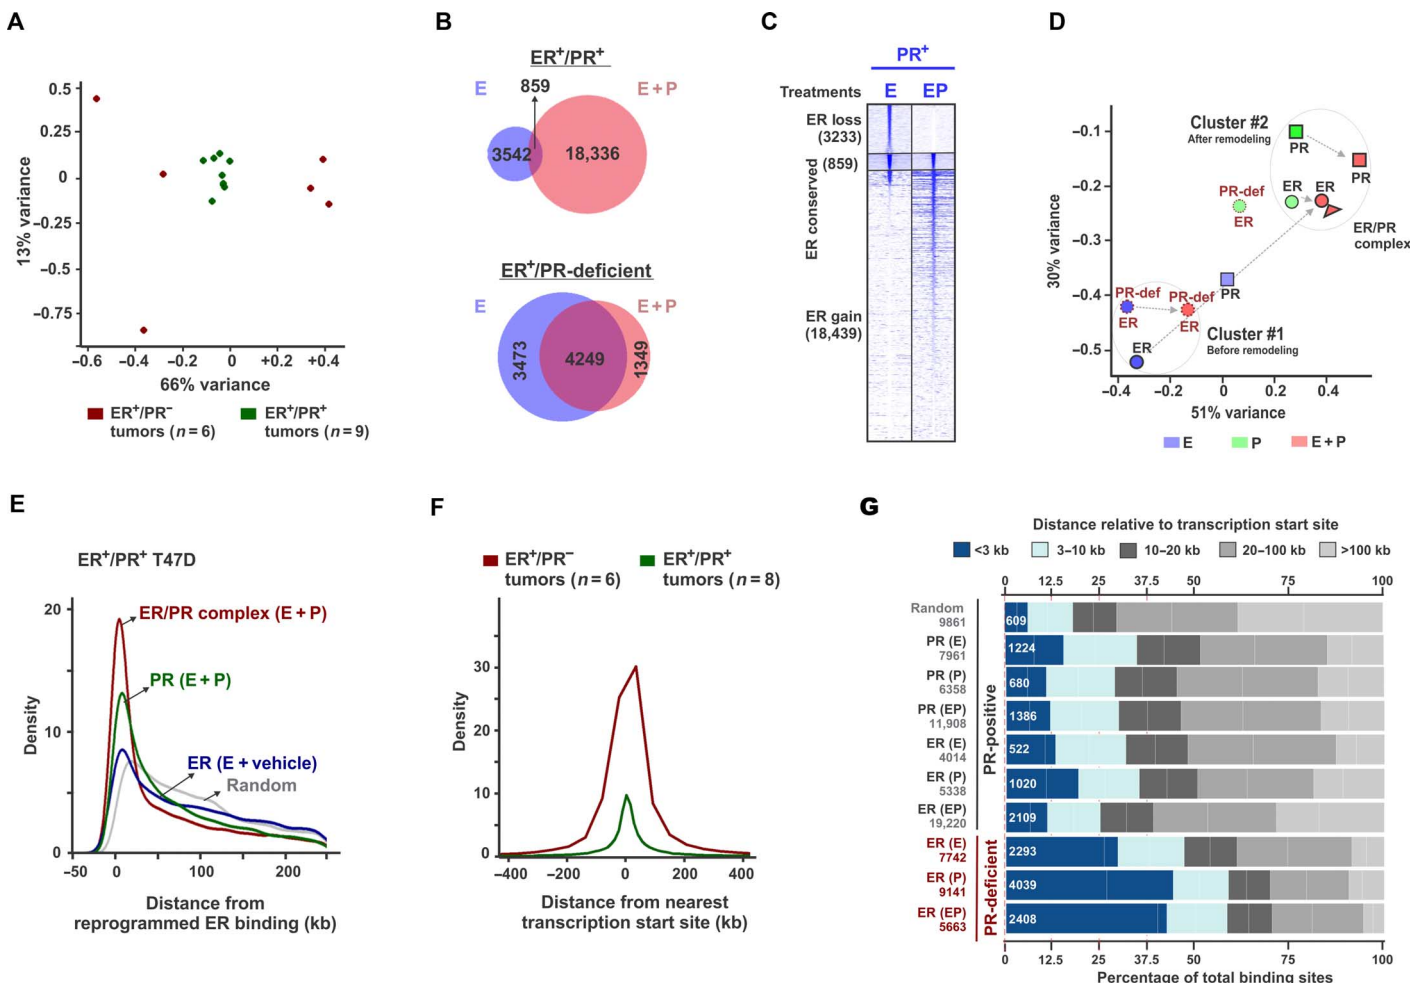 A
0.5
0.25
0
−0.25
−0.5
−0.75
13% variance
−0.6
−0.4
−0.2
0
0.2
+0.4
66% variance
ER+/PR−
tumors (n = 6)
ER+/PR+
tumors (n = 9)
B
ER+/PR+
E
859
E + P
3542
18,336
ER+/PR-deficient
E
E + P
3473
4249
1349
C
PR+
Treatments
E
EP
ER loss
(3233)
(859)
ER conserved
ER gain
(18,439)
D
−0.1
−0.2
−0.3
−0.4
−0.5
30% variance
Cluster #2
After remodeling
PR
PR
PR-def
ER
ER
ER
ER/PR
complex
PR
PR-def
ER
PR-def
ER
ER
Cluster #1
Before remodeling
−0.4
−0.2
0
0.2
0.4
51% variance
E
P
E + P
E
ER+/PR+ T47D
20
10
0
Density
ER/PR complex (E + P)
PR (E + P)
ER (E + vehicle)
Random
−50
0
50
100
150
200
Distance from
reprogrammed ER binding (kb)
F
ER+/PR−
tumors (n = 6)
ER+/PR+
tumors (n = 8)
30
20
10
0
Density
−400
−200
0
200
400
Distance from nearest
transcription start site (kb)
G
Distance relative to transcription start site
<3 kb
3–10 kb
10–20 kb
20–100 kb
>100 kb
0
12.5
25
37.5
50
75
100
PR-positive
Random
9861
609
PR (E)
7961
1224
PR (P)
6358
680
PR (EP)
11,908
1386
ER (E)
4014
522
ER (P)
5338
1020
ER (EP)
19,220
2109
PR-deficient
ER (E)
7742
2293
ER (P)
9141
4039
ER (EP)
5663
2408
0
12.5
25
37.5
50
75
100
Percentage of total binding sites